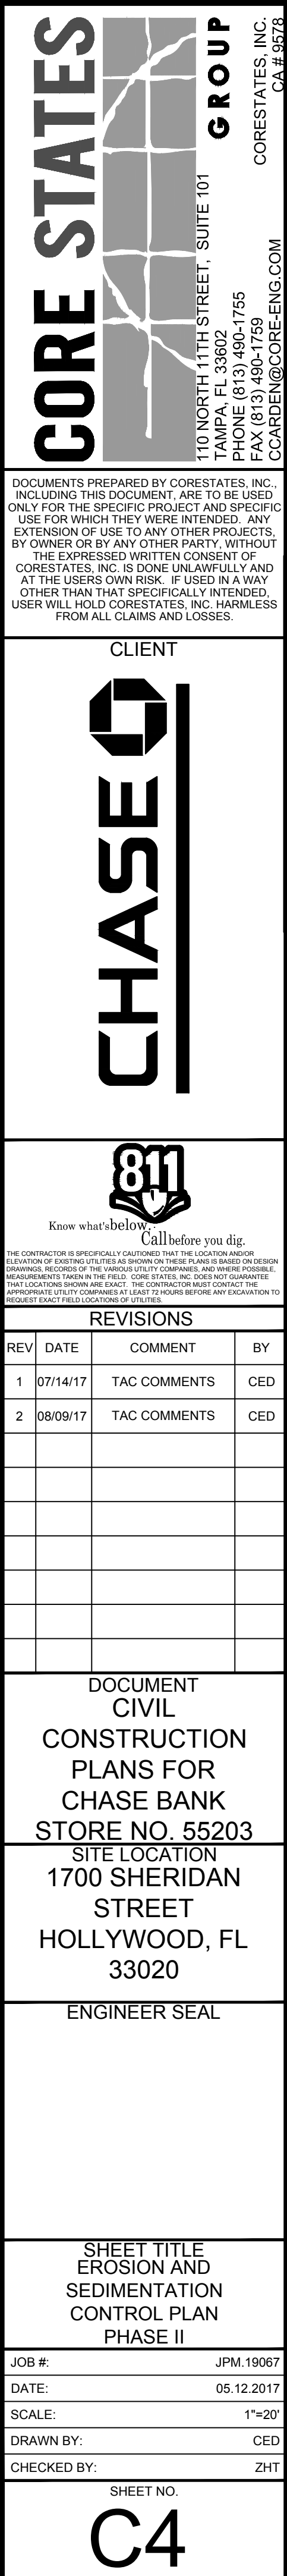 CORE STATES
GROUP
110 NORTH 11TH STREET, SUITE 101
TAMPA, FL 33602
PHONE (813) 490-1755
FAX (813) 490-1759
CCARDEN@CORE-ENG.COM
CORESTATES, INC.
CA # 9578
DOCUMENTS PREPARED BY CORESTATES, INC.,
INCLUDING THIS DOCUMENT, ARE TO BE USED
ONLY FOR THE SPECIFIC PROJECT AND SPECIFIC
USE FOR WHICH THEY WERE INTENDED. ANY
EXTENSION OF USE TO ANY OTHER PROJECTS,
BY OWNER OR BY ANY OTHER PARTY, WITHOUT
THE EXPRESSED WRITTEN CONSENT OF
CORESTATES, INC. IS DONE UNLAWFULLY AND
AT THE USERS OWN RISK. IF USED IN A WAY
OTHER THAN THAT SPECIFICALLY INTENDED,
USER WILL HOLD CORESTATES, INC. HARMLESS
FROM ALL CLAIMS AND LOSSES.
CLIENT
CHASE
811
Know what's below.
Call before you dig.
THE CONTRACTOR IS SPECIFICALLY CAUTIONED THAT THE LOCATION AND/OR
ELEVATION OF EXISTING UTILITIES AS SHOWN ON THESE PLANS IS BASED ON DESIGN
DRAWINGS, RECORDS OF THE VARIOUS UTILITY COMPANIES, AND WHERE POSSIBLE,
MEASUREMENTS TAKEN IN THE FIELD. CORE STATES, INC. DOES NOT GUARANTEE
THAT LOCATIONS SHOWN ARE EXACT. THE CONTRACTOR MUST CONTACT THE
APPROPRIATE UTILITY COMPANIES AT LEAST 72 HOURS BEFORE ANY EXCAVATION TO
REQUEST EXACT FIELD LOCATIONS OF UTILITIES.
REVISIONS
REV DATE COMMENT BY
1 07/14/17 TAC COMMENTS CED
2 08/09/17 TAC COMMENTS CED
DOCUMENT
CIVIL
CONSTRUCTION
PLANS FOR
CHASE BANK
STORE NO. 55203
SITE LOCATION
1700 SHERIDAN
STREET
HOLLYWOOD, FL
33020
ENGINEER SEAL
SHEET TITLE
EROSION AND
SEDIMENTATION
CONTROL PLAN
PHASE II
JOB #: JPM.19067
DATE: 05.12.2017
SCALE: 1"=20'
DRAWN BY: CED
CHECKED BY: ZHT
SHEET NO.
C4